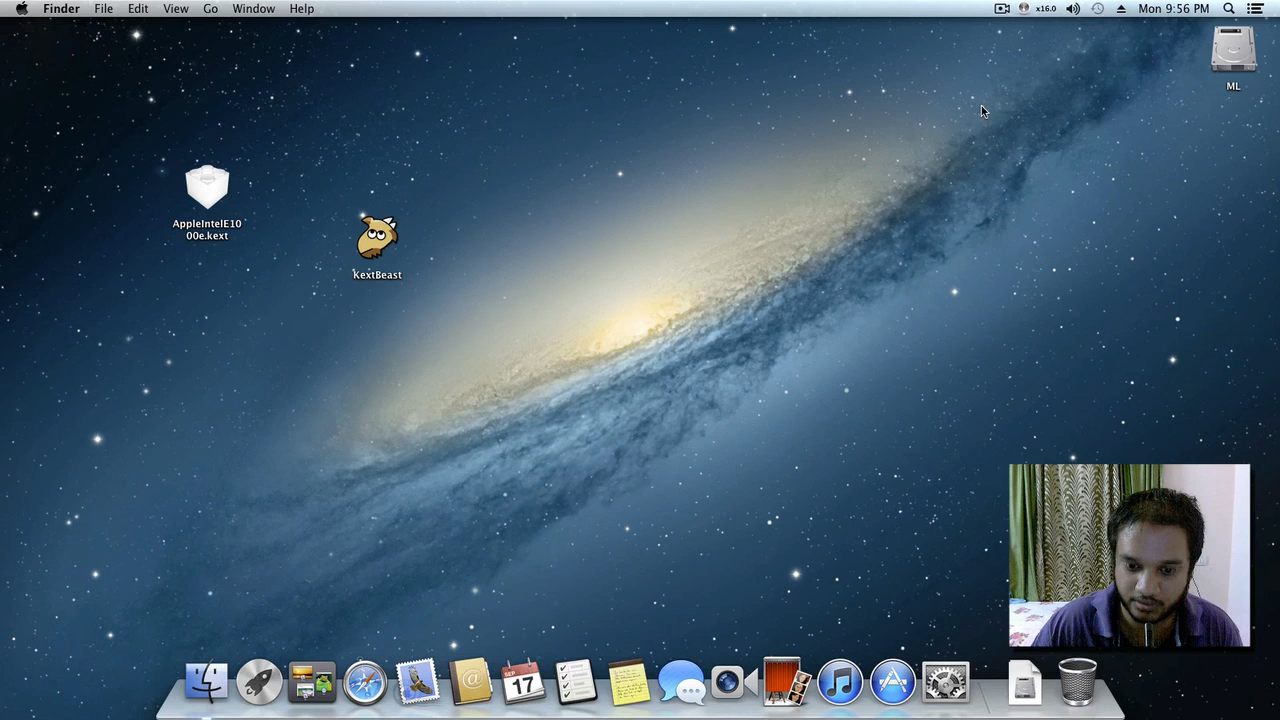 Finder File Edit View Go Window Help x16.0 Mon 9:56 PM
ML
AppleIntelE10
00e.kext
KextBeast
SEP
17